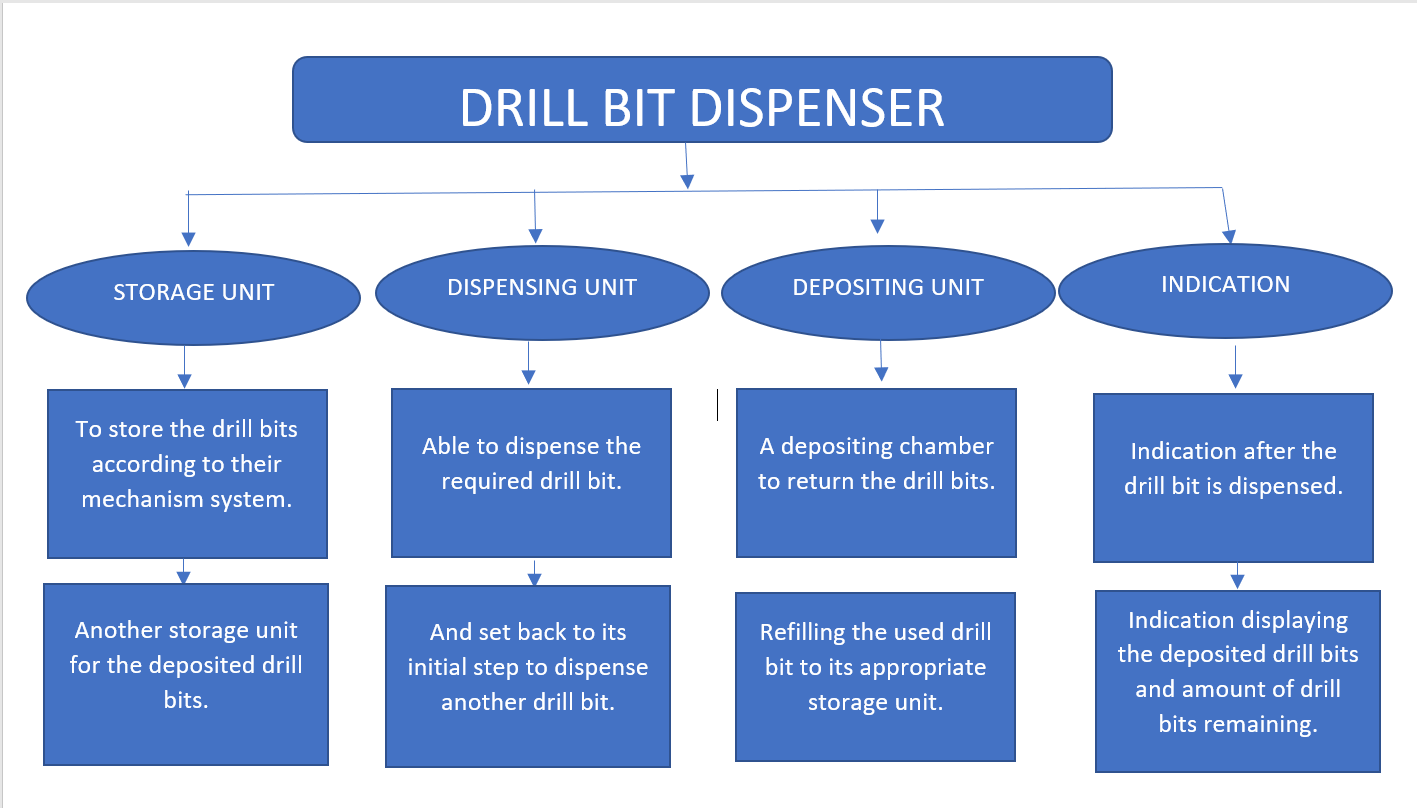 DRILL BIT DISPENSER
STORAGE UNIT
DISPENSING UNIT
DEPOSITING UNIT
INDICATION
To store the drill bits
according to their
mechanism system.
Able to dispense the
required drill bit.
A depositing chamber
to return the drill bits.
Indication after the
drill bit is dispensed.
Another storage unit
for the deposited drill
bits.
And set back to its
initial step to dispense
another drill bit.
Refilling the used drill
bit to its appropriate
storage unit.
Indication displaying
the deposited drill bits
and amount of drill
bits remaining.